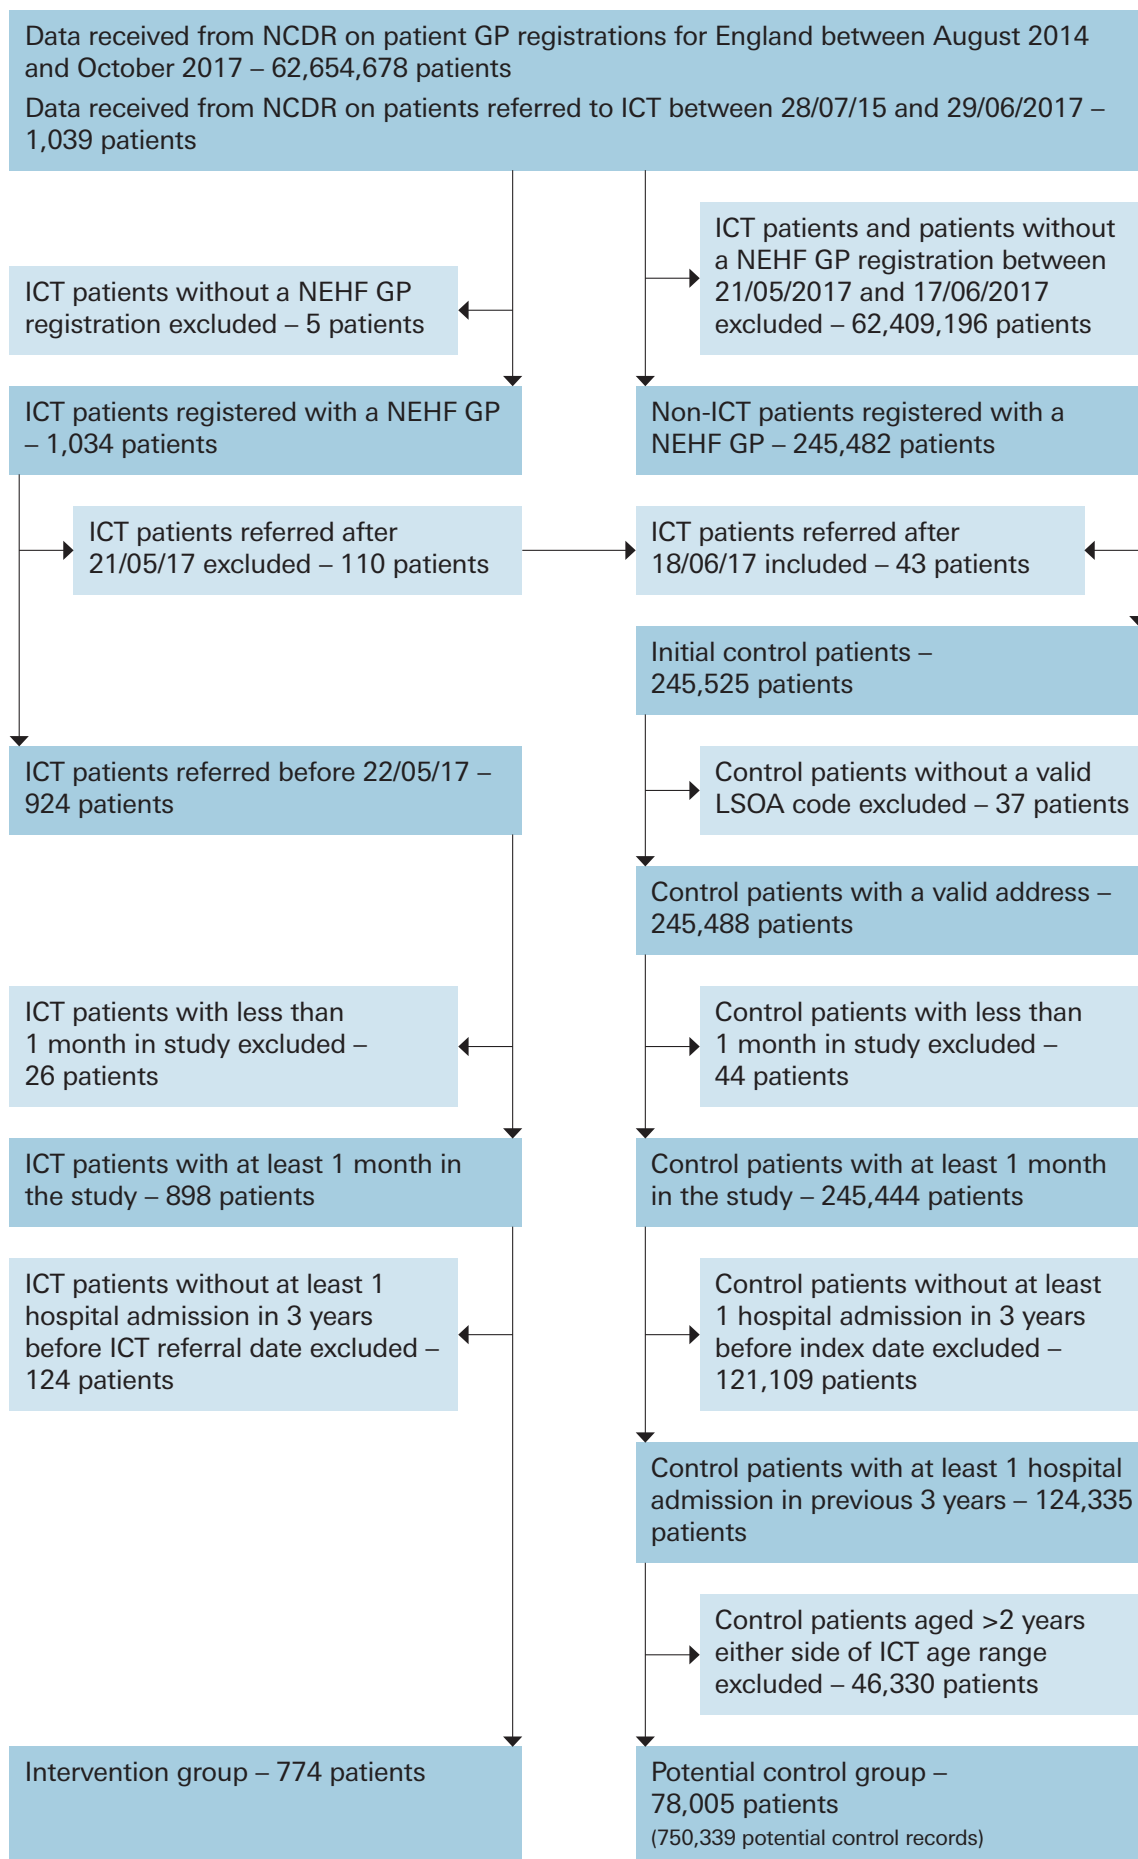 Data received from NCDR on patient GP registrations for England between August 2014
and October 2017 – 62,654,678 patients
Data received from NCDR on patients referred to ICT between 28/07/15 and 29/06/2017 –
1,039 patients
ICT patients and patients without
a NEHF GP registration between
21/05/2017 and 17/06/2017
excluded – 62,409,196 patients
ICT patients without a NEHF GP
registration excluded – 5 patients
ICT patients registered with a NEHF GP
– 1,034 patients
Non-ICT patients registered with a
NEHF GP – 245,482 patients
ICT patients referred after
21/05/17 excluded – 110 patients
ICT patients referred after
18/06/17 included – 43 patients
Initial control patients –
245,525 patients
ICT patients referred before 22/05/17 –
924 patients
Control patients without a valid
LSOA code excluded – 37 patients
Control patients with a valid address –
245,488 patients
ICT patients with less than
1 month in study excluded –
26 patients
Control patients with less than
1 month in study excluded –
44 patients
ICT patients with at least 1 month in
the study – 898 patients
Control patients with at least 1 month
in the study – 245,444 patients
ICT patients without at least 1
hospital admission in 3 years
before ICT referral date excluded –
124 patients
Control patients without at least
1 hospital admission in 3 years
before index date excluded –
121,109 patients
Control patients with at least 1 hospital
admission in previous 3 years – 124,335
patients
Control patients aged >2 years
either side of ICT age range
excluded – 46,330 patients
Intervention group – 774 patients
Potential control group –
78,005 patients
(750,339 potential control records)